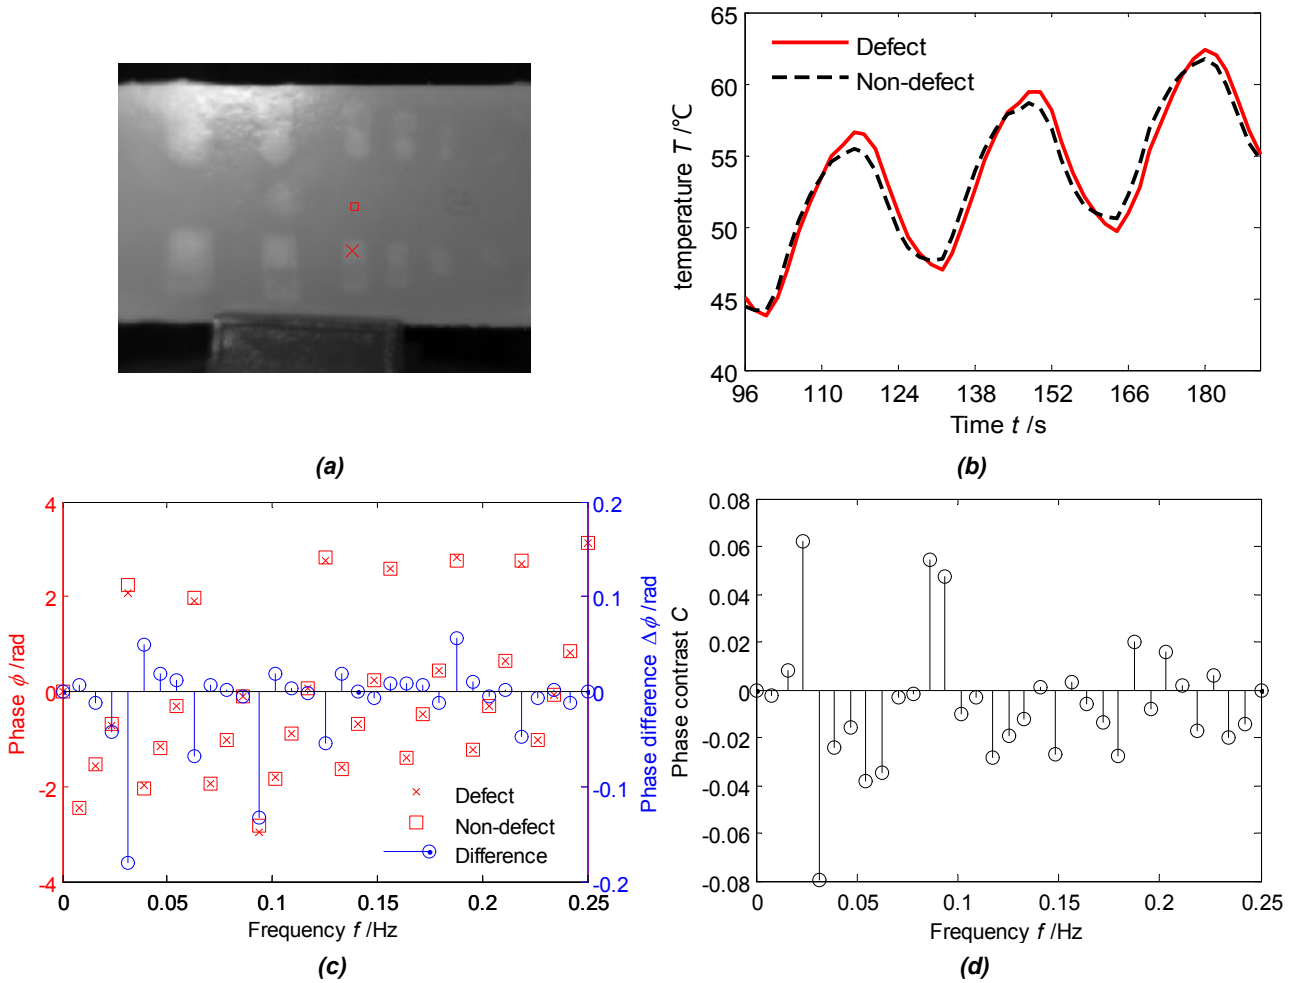 65
60
55
50
45
40
temperature T /℃
Defect
Non-defect
96 110 124 138 152 166 180
Time t /s
(a)
(b)
4
2
0
-2
-4
Phase ϕ /rad
0.2
0.1
0
-0.1
-0.2
Phase difference Δϕ /rad
Defect
Non-defect
Difference
0 0.05 0.1 0.15 0.2 0.25
Frequency f /Hz
(c)
0.08
0.06
0.04
0.02
0
-0.02
-0.04
-0.06
-0.08
Phase contrast C
0 0.05 0.1 0.15 0.2 0.25
Frequency f /Hz
(d)